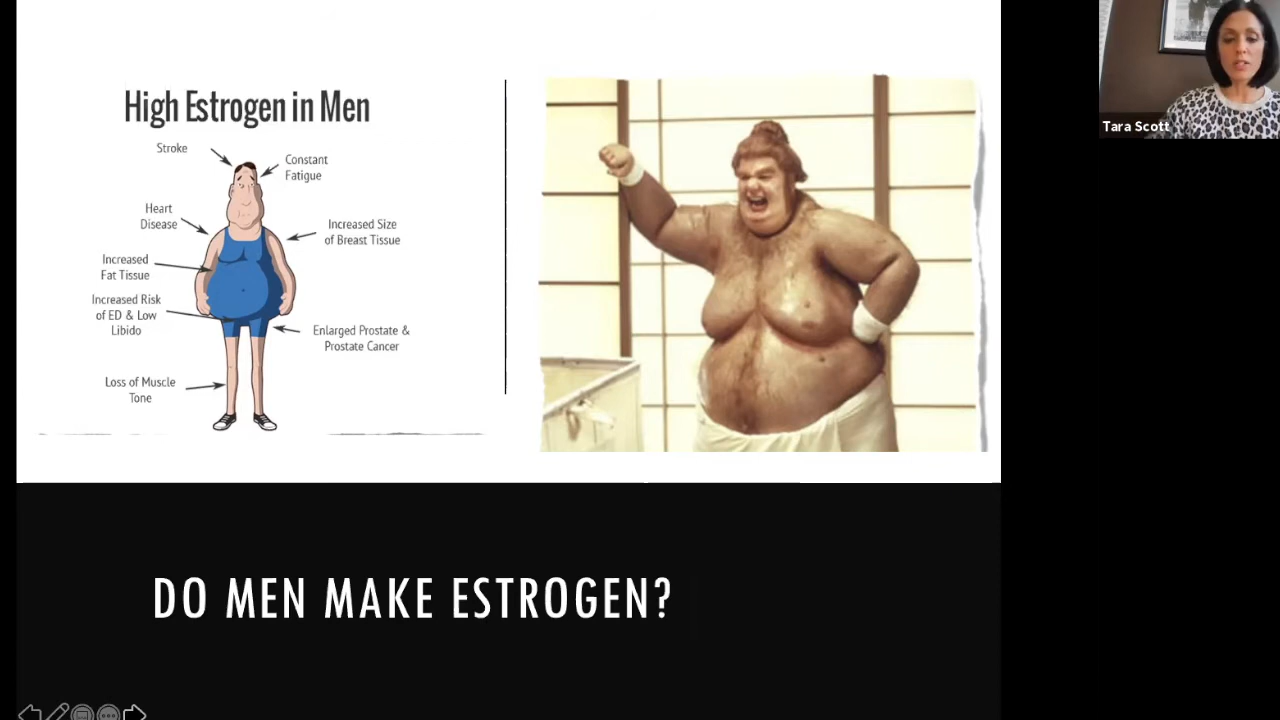 High Estrogen in Men
Stroke
Constant
Fatigue
Heart
Disease
Increased Size
of Breast Tissue
Increased
Fat Tissue
Increased Risk
of ED & Low
Libido
Enlarged Prostate &
Prostate Cancer
Loss of Muscle
Tone
DO MEN MAKE ESTROGEN?
Tara Scott